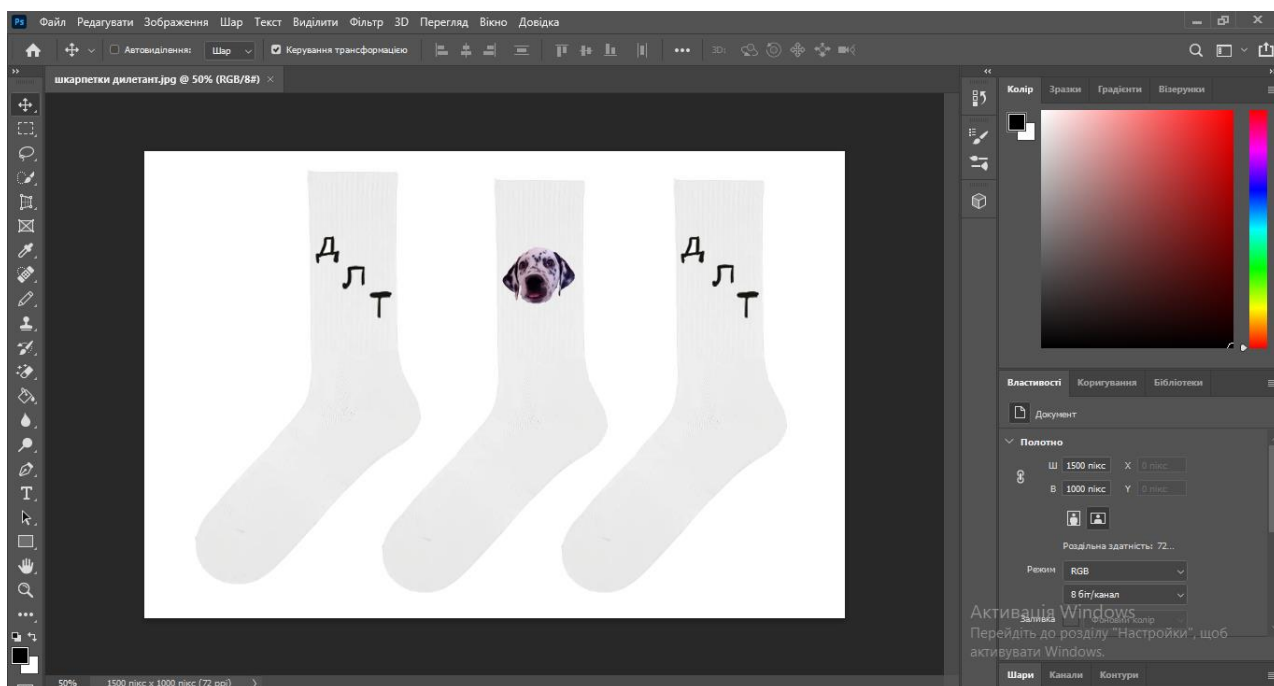 Ps Файл Редагувати Зображення Шар Текст Виділити Фільтр 3D Перегляд Вікно Довідка
Автовиділення: Шар Керування трансформацією 3D:
шкарпетки дилетант.jpg @ 50% (RGB/8#) ×
Колір Зразки Градієнти Візерунки
Д
Л
Т
Д
Л
Т
Властивості Коригування Бібліотеки
Документ
Полотно
Ш 1500 пікс X 0 пікс
В 1000 пікс Y 0 пікс
Роздільна здатність: 72...
Режим RGB
8 біт/канал
Заливка Фоновий колір
Активація Windows
Перейдіть до розділу "Настройки", щоб
активувати Windows.
Шари Канали Контури
50% 1500 пікс x 1000 пікс (72 ppi)